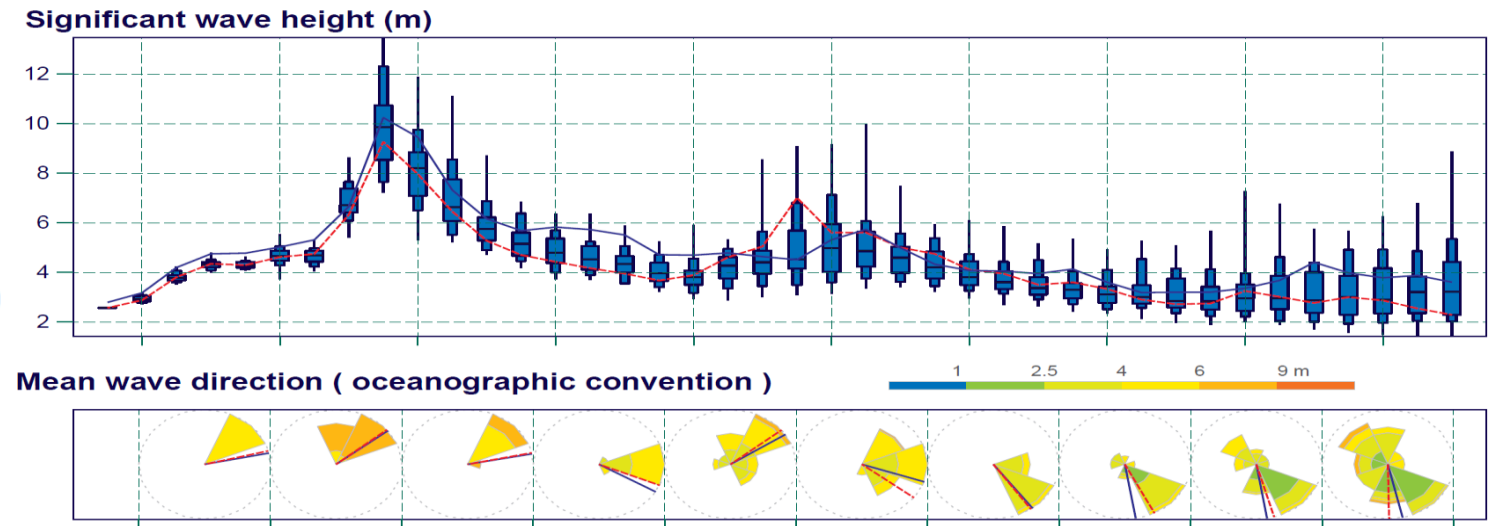 Significant wave height (m)
12
10
8
6
4
2
Mean wave direction ( oceanographic convention )
1 2.5 4 6 9 m